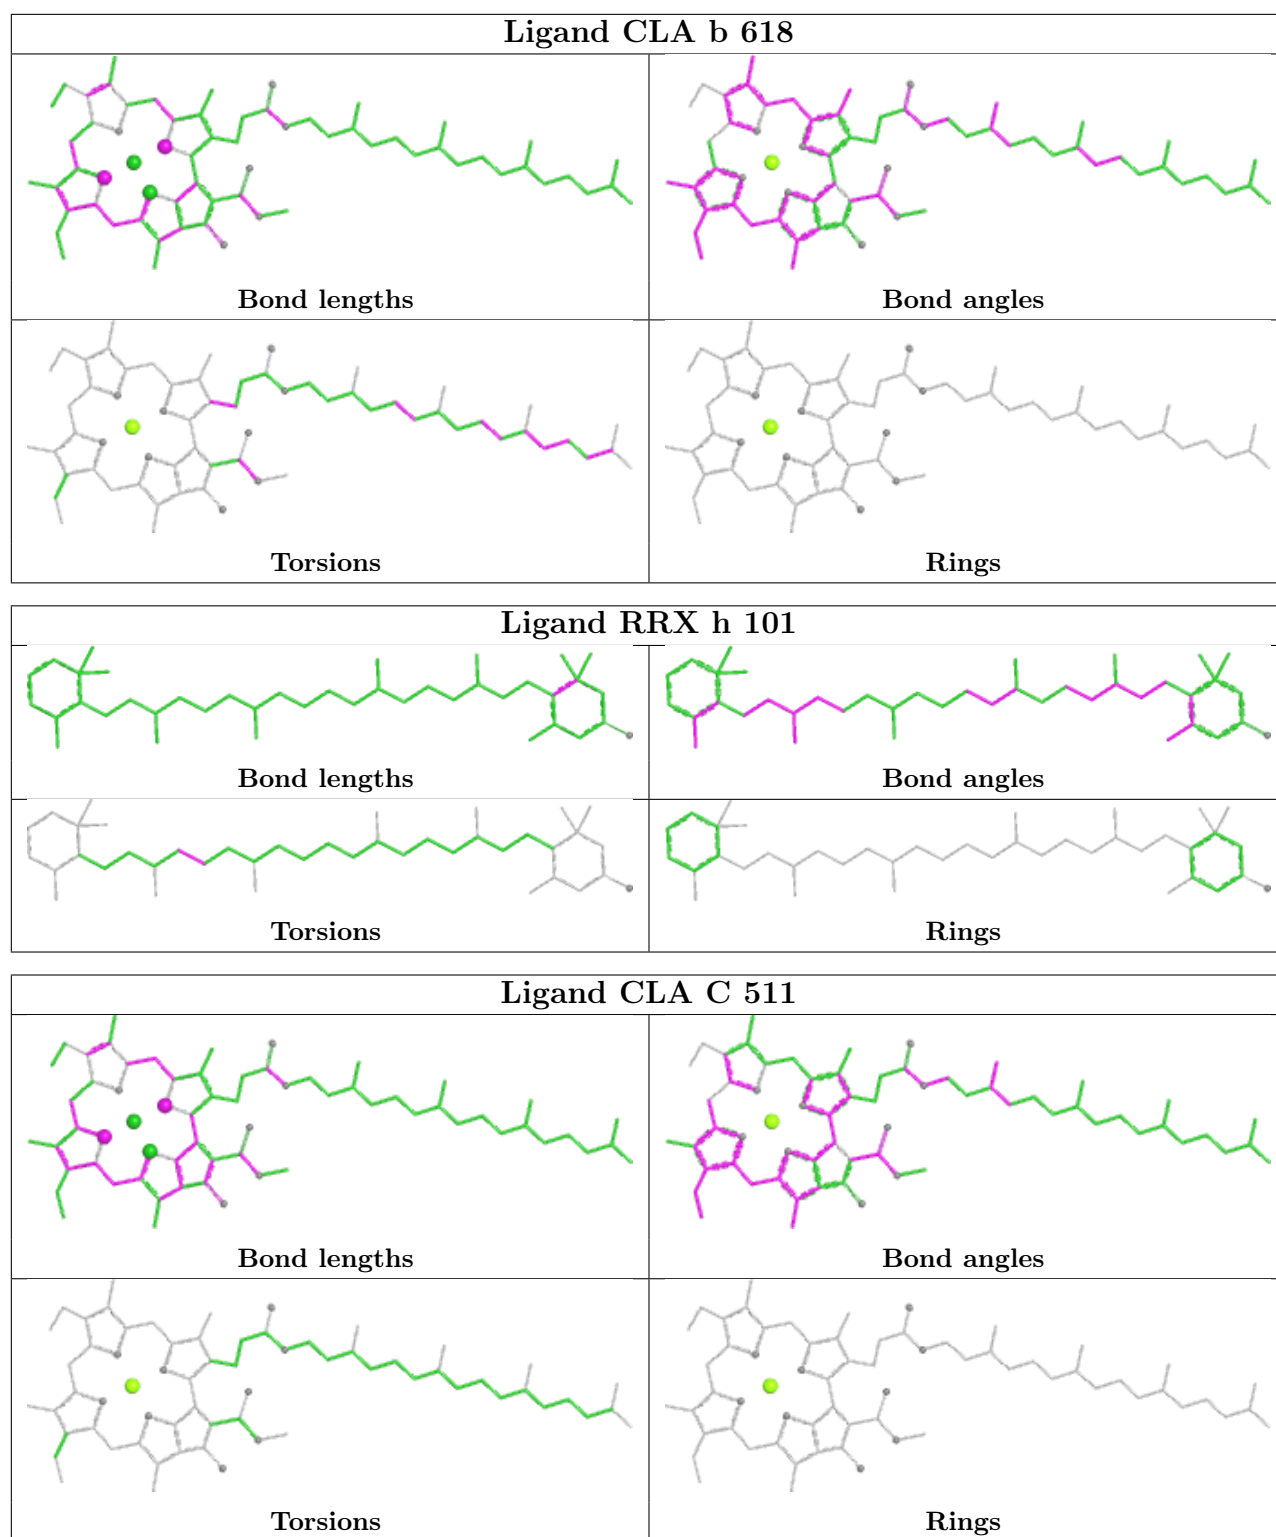 Ligand CLA b 618
Bond lengths
Bond angles
Torsions
Rings
Ligand RRX h 101
Bond lengths
Bond angles
Torsions
Rings
Ligand CLA C 511
Bond lengths
Bond angles
Torsions
Rings